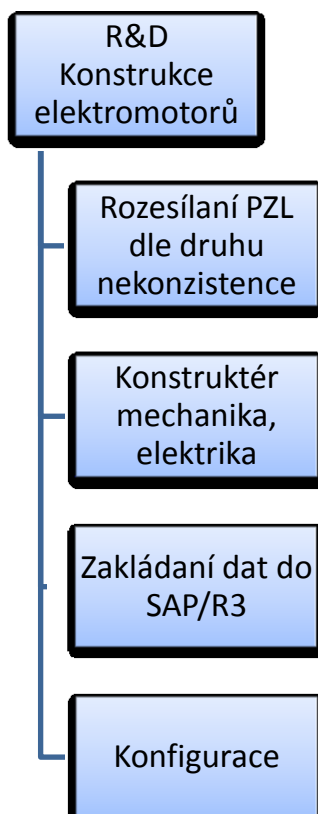 R&D
Konstrukce
elektromotorů
Rozesílaní PZL
dle druhu
nekonzistence
Konstruktér
mechanika,
elektrika
Zakládaní dat do
SAP/R3
Konfigurace